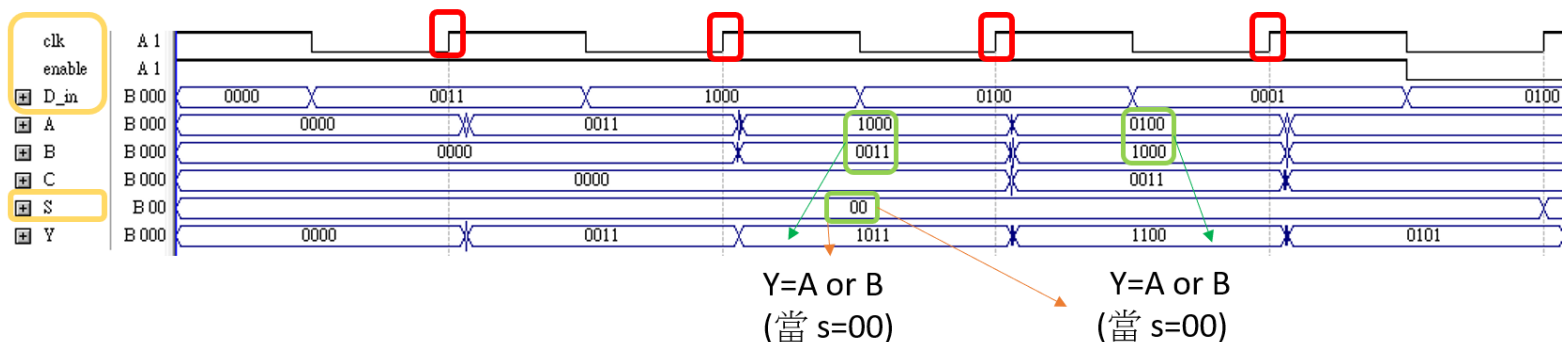 clk A 1
enable A 1
D_in B 000 0000 0011 1000 0100 0001 0100
A B 000 0000 0011 1000 0100
B B 000 0000 0011 1000
C B 000 0000 0011
S B 00 00
Y B 000 0000 0011 1011 1100 0101
Y=A or B Y=A or B
(當 s=00) (當 s=00)